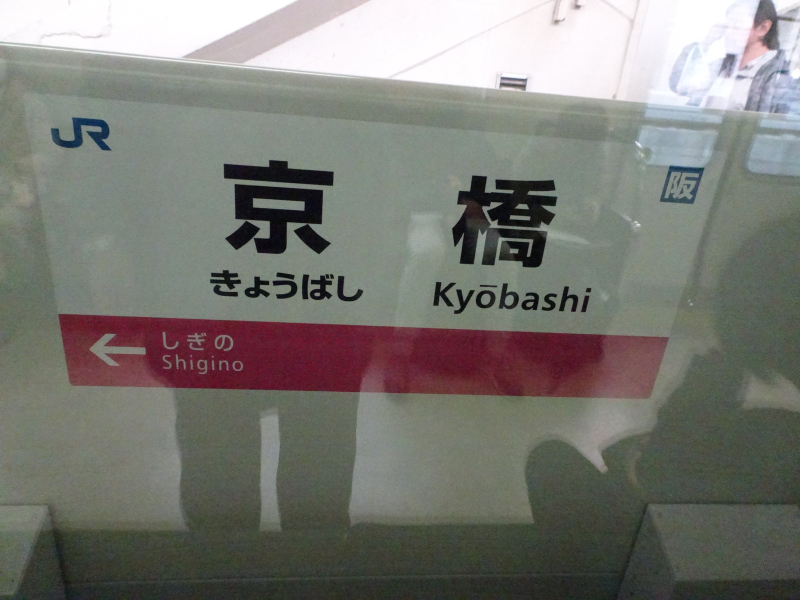 JR
京橋
阪
きょうばし
Kyōbashi
← しぎの
Shigino